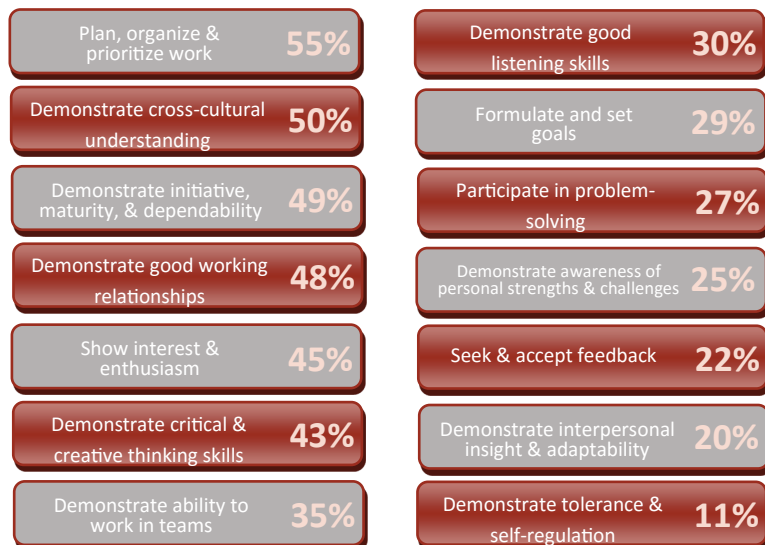 Plan, organize &
prioritize work
55%
Demonstrate cross-cultural
understanding
50%
Demonstrate initiative,
maturity, & dependability
49%
Demonstrate good working
relationships
48%
Show interest &
enthusiasm
45%
Demonstrate critical &
creative thinking skills
43%
Demonstrate ability to
work in teams
35%
Demonstrate good
listening skills
30%
Formulate and set
goals
29%
Participate in problem-
solving
27%
Demonstrate awareness of
personal strengths & challenges
25%
Seek & accept feedback
22%
Demonstrate interpersonal
insight & adaptability
20%
Demonstrate tolerance &
self-regulation
11%